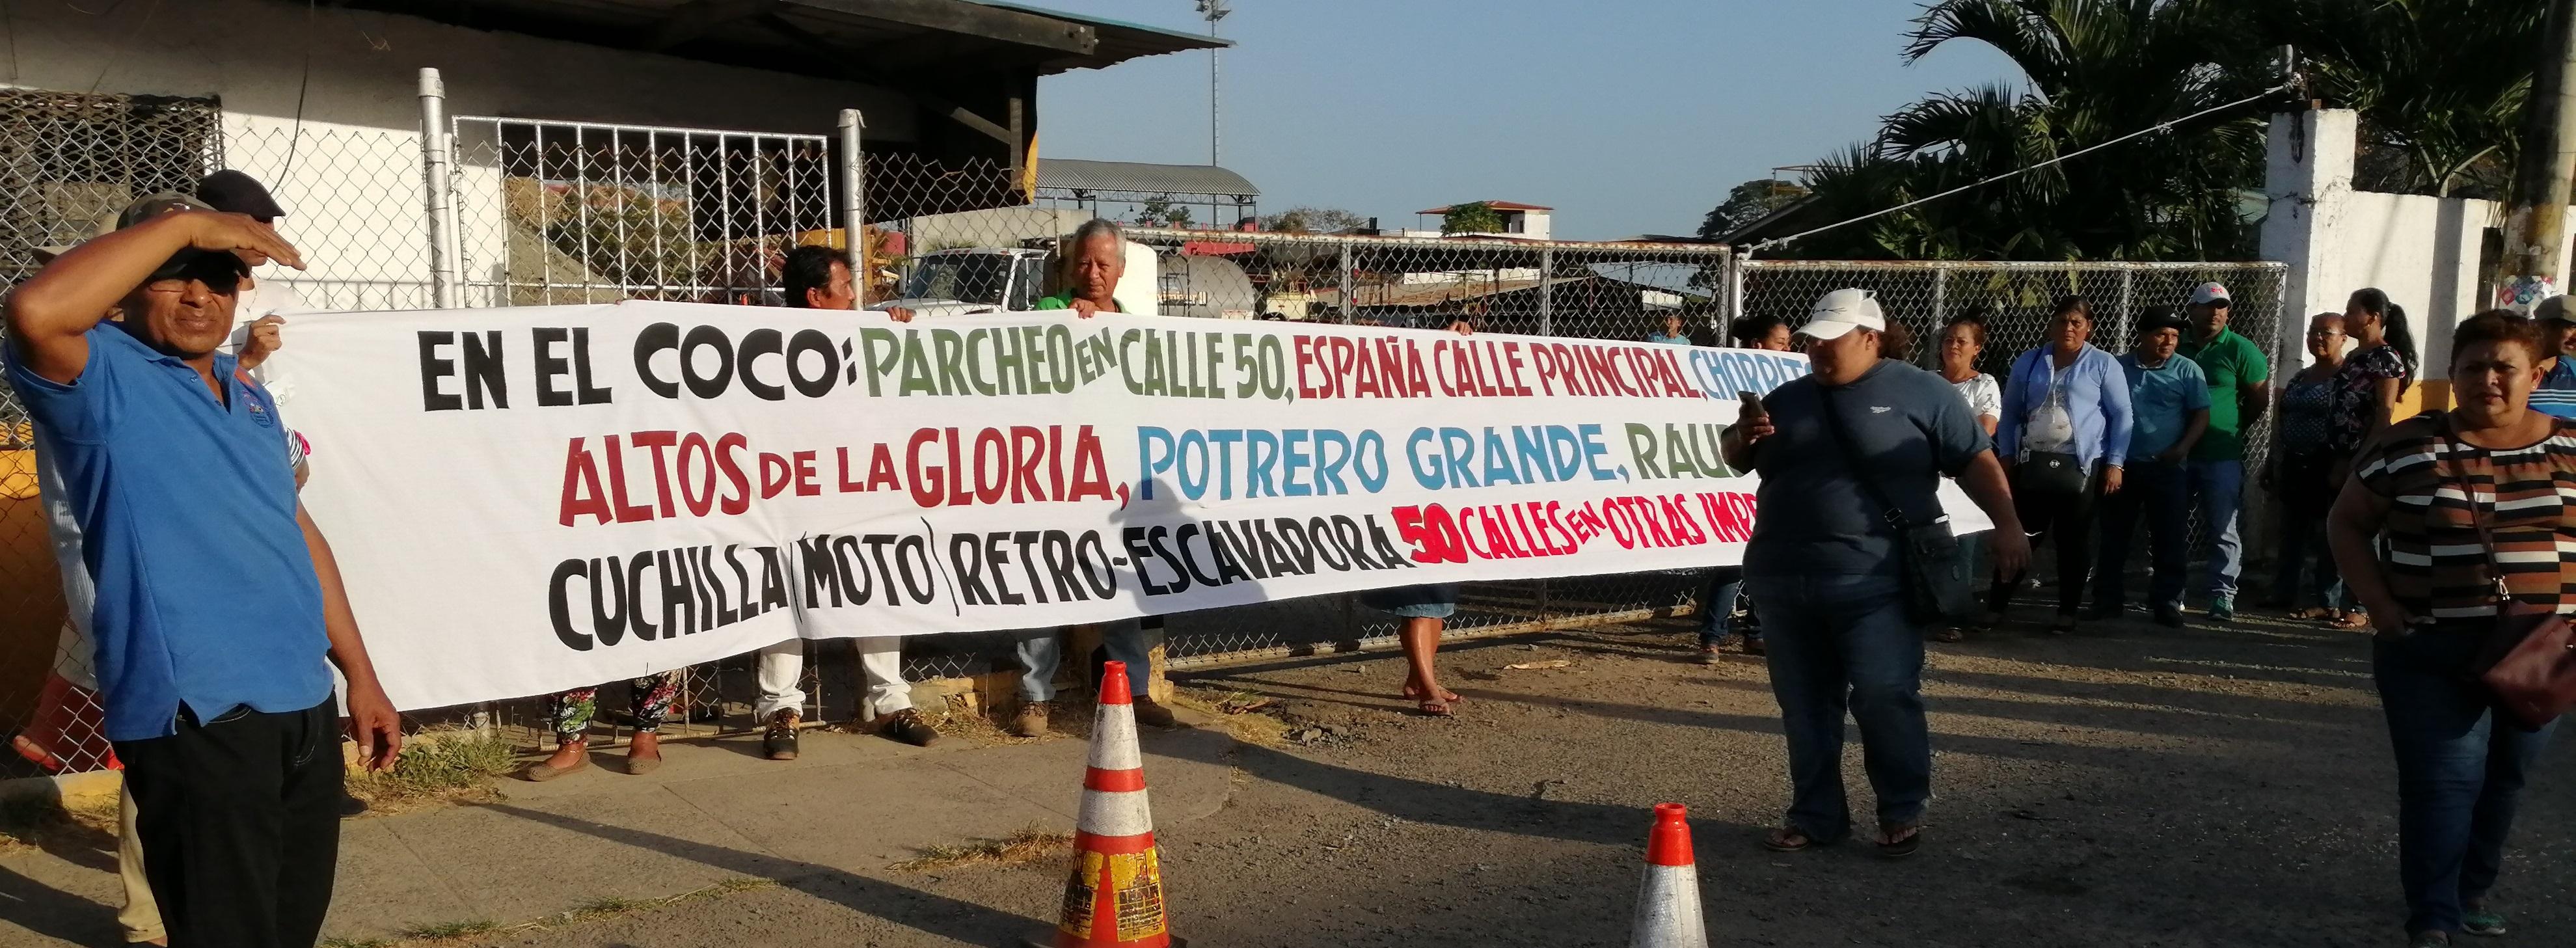 EN EL COCO: PARCHEO EN CALLE 50, ESPAÑA CALLE PRINCIPAL,
ALTOS DE LA GLORIA, POTRERO GRANDE,
CUCHILLA (MOTO) RETRO-ESCAVADORA 50 CALLES EN OTRAS